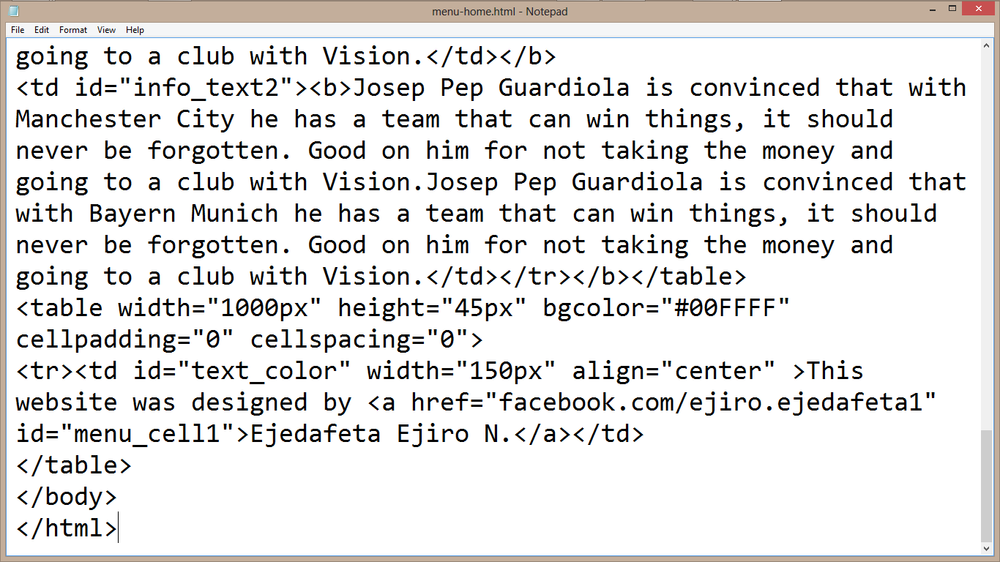 menu-home.html - Notepad
File Edit Format View Help
going to a club with Vision.</td></b>
<td id="info_text2"><b>Josep Pep Guardiola is convinced that with
Manchester City he has a team that can win things, it should
never be forgotten. Good on him for not taking the money and
going to a club with Vision.Josep Pep Guardiola is convinced that
with Bayern Munich he has a team that can win things, it should
never be forgotten. Good on him for not taking the money and
going to a club with Vision.</td></tr></b></table>
<table width="1000px" height="45px" bgcolor="#00FFFF"
cellpadding="0" cellspacing="0">
<tr><td id="text_color" width="150px" align="center" >This
website was designed by <a href="facebook.com/ejiro.ejedafeta1"
id="menu_cell1">Ejedafeta Ejiro N.</a></td>
</table>
</body>
</html>